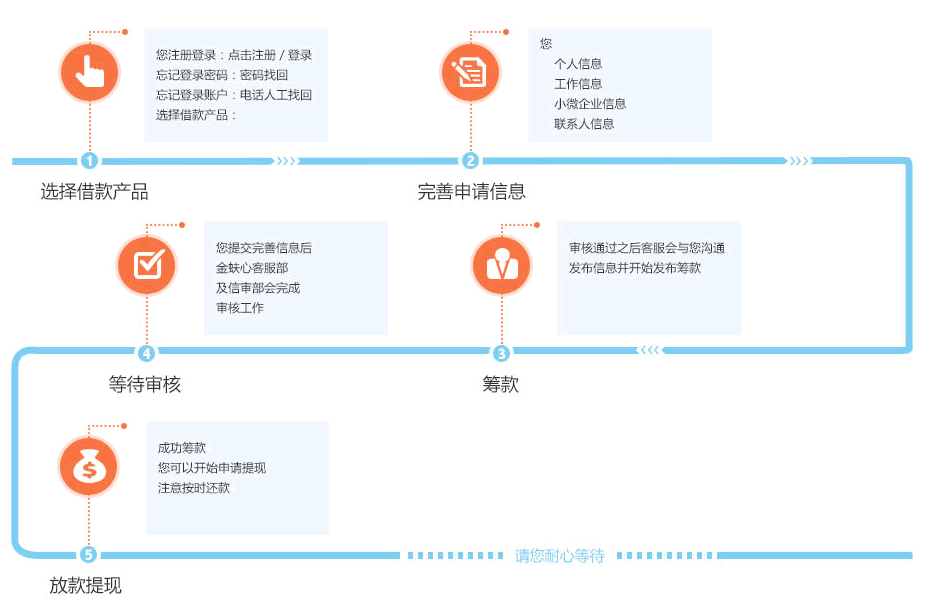 您注册登录：点击注册 / 登录
忘记登录密码：密码找回
忘记登录账户：电话人工找回
选择借款产品：
1
选择借款产品
您
个人信息
工作信息
小微企业信息
联系人信息
2
完善申请信息
您提交完善信息后
金蚨心客服部
及信审部会完成
审核工作
4
等待审核
审核通过之后客服会与您沟通
发布信息并开始发布筹款
3
筹款
成功筹款
您可以开始申请提现
注意按时还款
5
放款提现
请您耐心等待